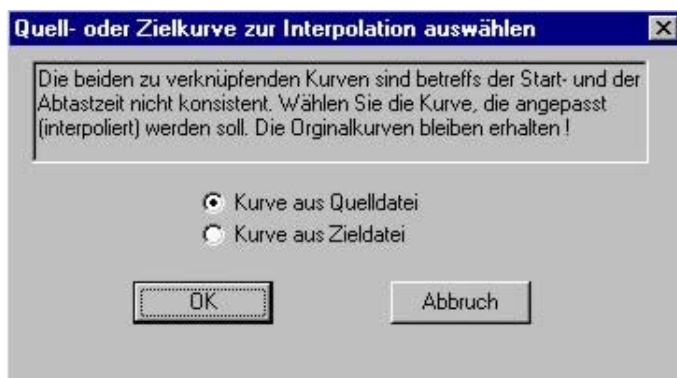 Quell- oder Zielkurve zur Interpolation auswählen
Die beiden zu verknüpfenden Kurven sind betreffs der Start- und der
Abtastzeit nicht konsistent. Wählen Sie die Kurve, die angepasst
(interpoliert) werden soll. Die Orginalkurven bleiben erhalten !
Kurve aus Quelldatei
Kurve aus Zieldatei
OK
Abbruch